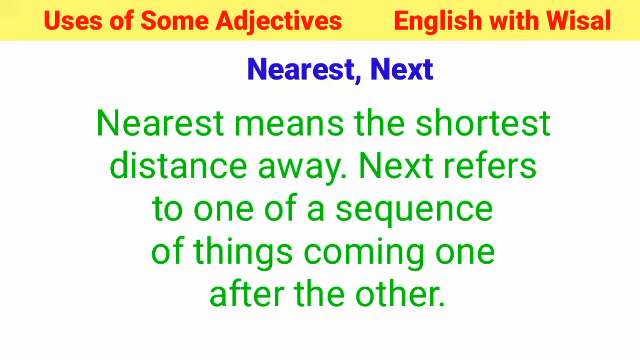 Uses of Some Adjectives English with Wisal
Nearest, Next
Nearest means the shortest
distance away. Next refers
to one of a sequence
of things coming one
after the other.